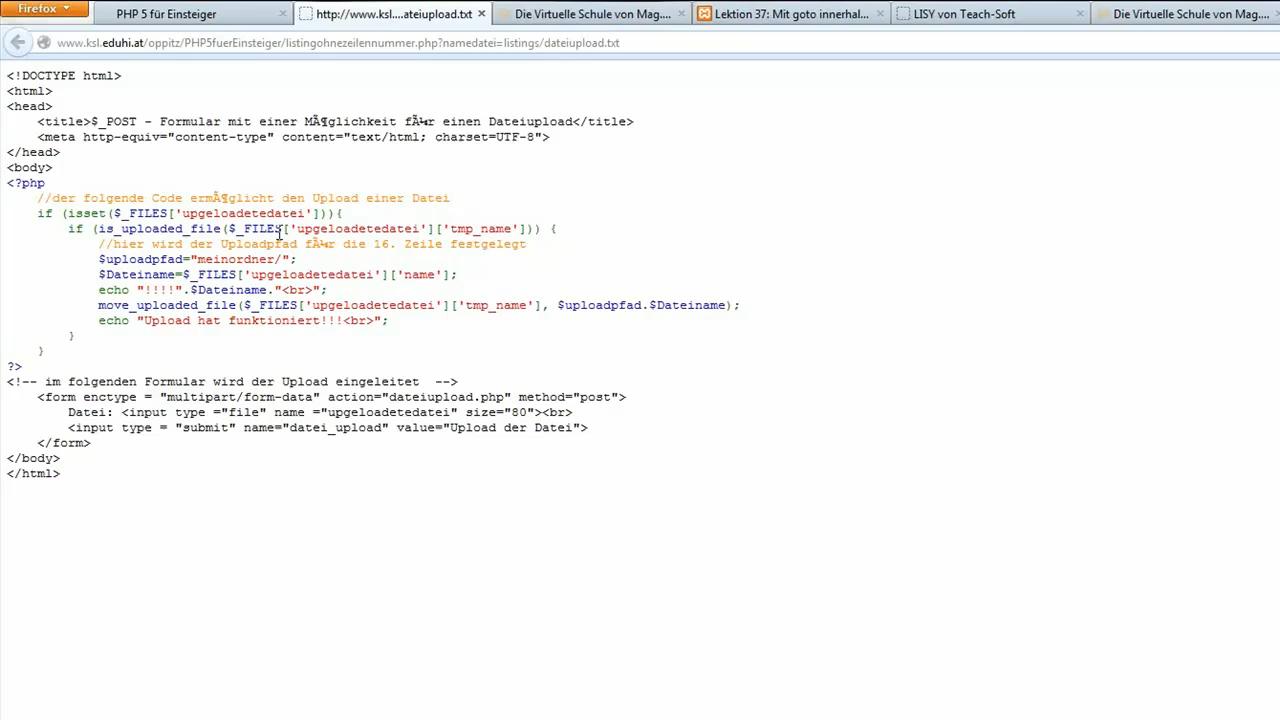 Firefox
PHP 5 für Einsteiger
http://www.ksl....ateiupload.txt
Die Virtuelle Schule von Mag....
Lektion 37: Mit goto innerhal...
LISY von Teach-Soft
Die Virtuelle Schule von Mag....
www.ksl.eduhi.at/oppitz/PHP5fuerEinsteiger/listingohnezeilennummer.php?namedatei=listings/dateiupload.txt
<!DOCTYPE html>
<html>
<head>
<title>$_POST - Formular mit einer MÃ¶glichkeit fÃ¼r einen Dateiupload</title>
<meta http-equiv="content-type" content="text/html; charset=UTF-8">
</head>
<body>
<?php
//der folgende Code ermÃ¶glicht den Upload einer Datei
if (isset($_FILES['upgeloadetedatei'])){
if (is_uploaded_file($_FILES['upgeloadetedatei']['tmp_name'])) {
//hier wird der Uploadpfad fÃ¼r die 16. Zeile festgelegt
$uploadpfad="meinordner/";
$Dateiname=$_FILES['upgeloadetedatei']['name'];
echo "!!!!".$Dateiname."<br>";
move_uploaded_file($_FILES['upgeloadetedatei']['tmp_name'], $uploadpfad.$Dateiname);
echo "Upload hat funktioniert!!!<br>";
}
}
?>
<!-- im folgenden Formular wird der Upload eingeleitet -->
<form enctype = "multipart/form-data" action="dateiupload.php" method="post">
Datei: <input type ="file" name ="upgeloadetedatei" size="80"><br>
<input type = "submit" name="datei_upload" value="Upload der Datei">
</form>
</body>
</html>